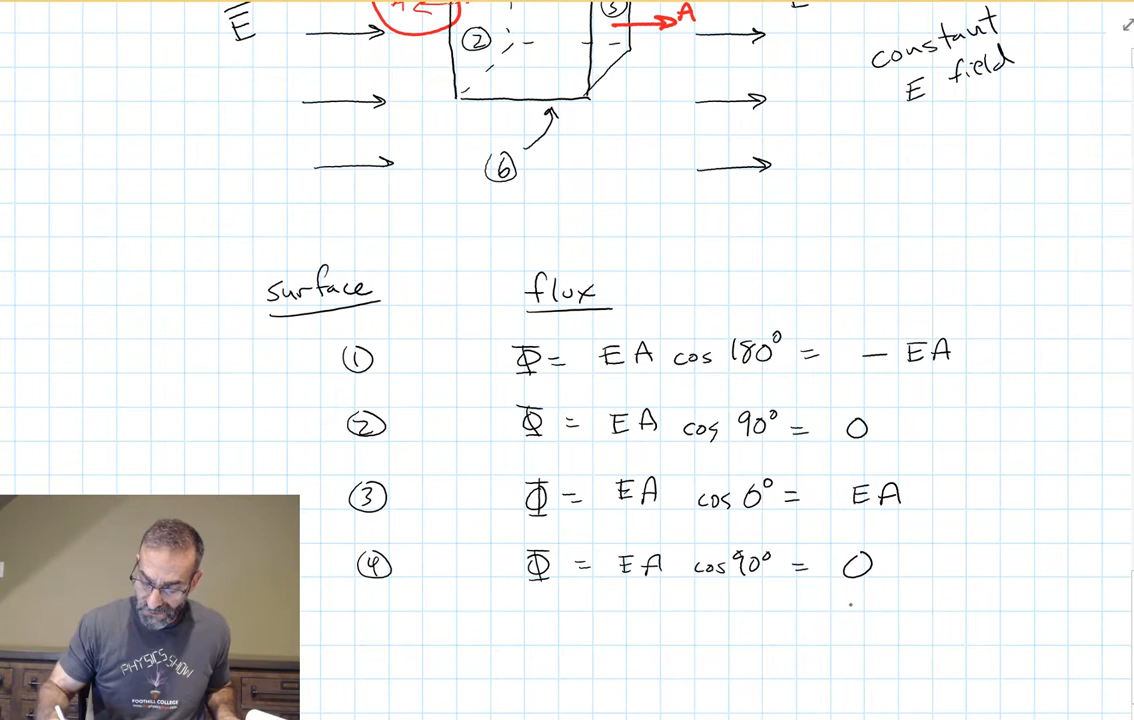 E A
② ③
constant
E field
⑥
surface flux
① Φ = EA cos 180° = - EA
② Φ = EA cos 90° = 0
③ Φ = EA cos 0° = EA
④ Φ = EA cos 90° = 0
PHYSICS SHOW
FOOTHILL COLLEGE